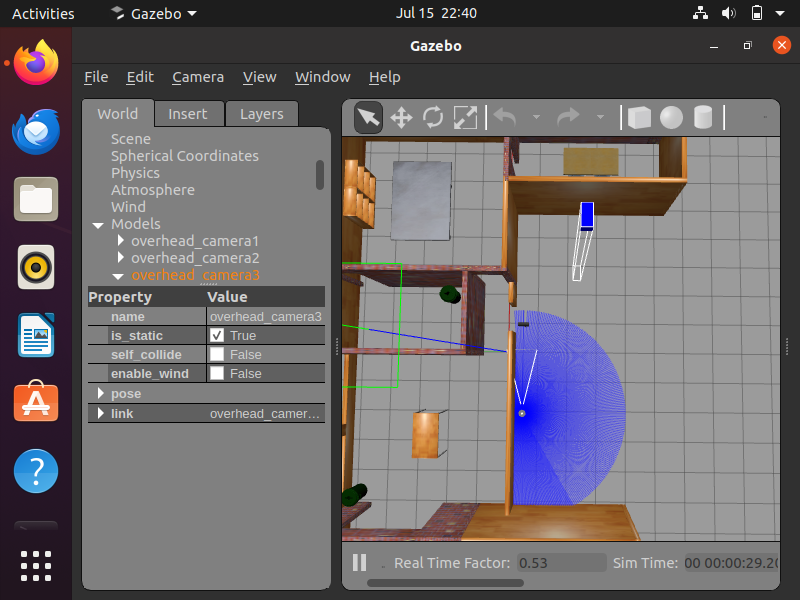 Activities Gazebo Jul 15 22:40
Gazebo
File Edit Camera View Window Help
World Insert Layers
Scene
Spherical Coordinates
Physics
Atmosphere
Wind
Models
overhead_camera1
overhead_camera2
overhead_camera3
Property Value
name overhead_camera3
is_static True
self_collide False
enable_wind False
pose
link overhead_camer…
Real Time Factor: 0.53 Sim Time: 00 00:00:29.20